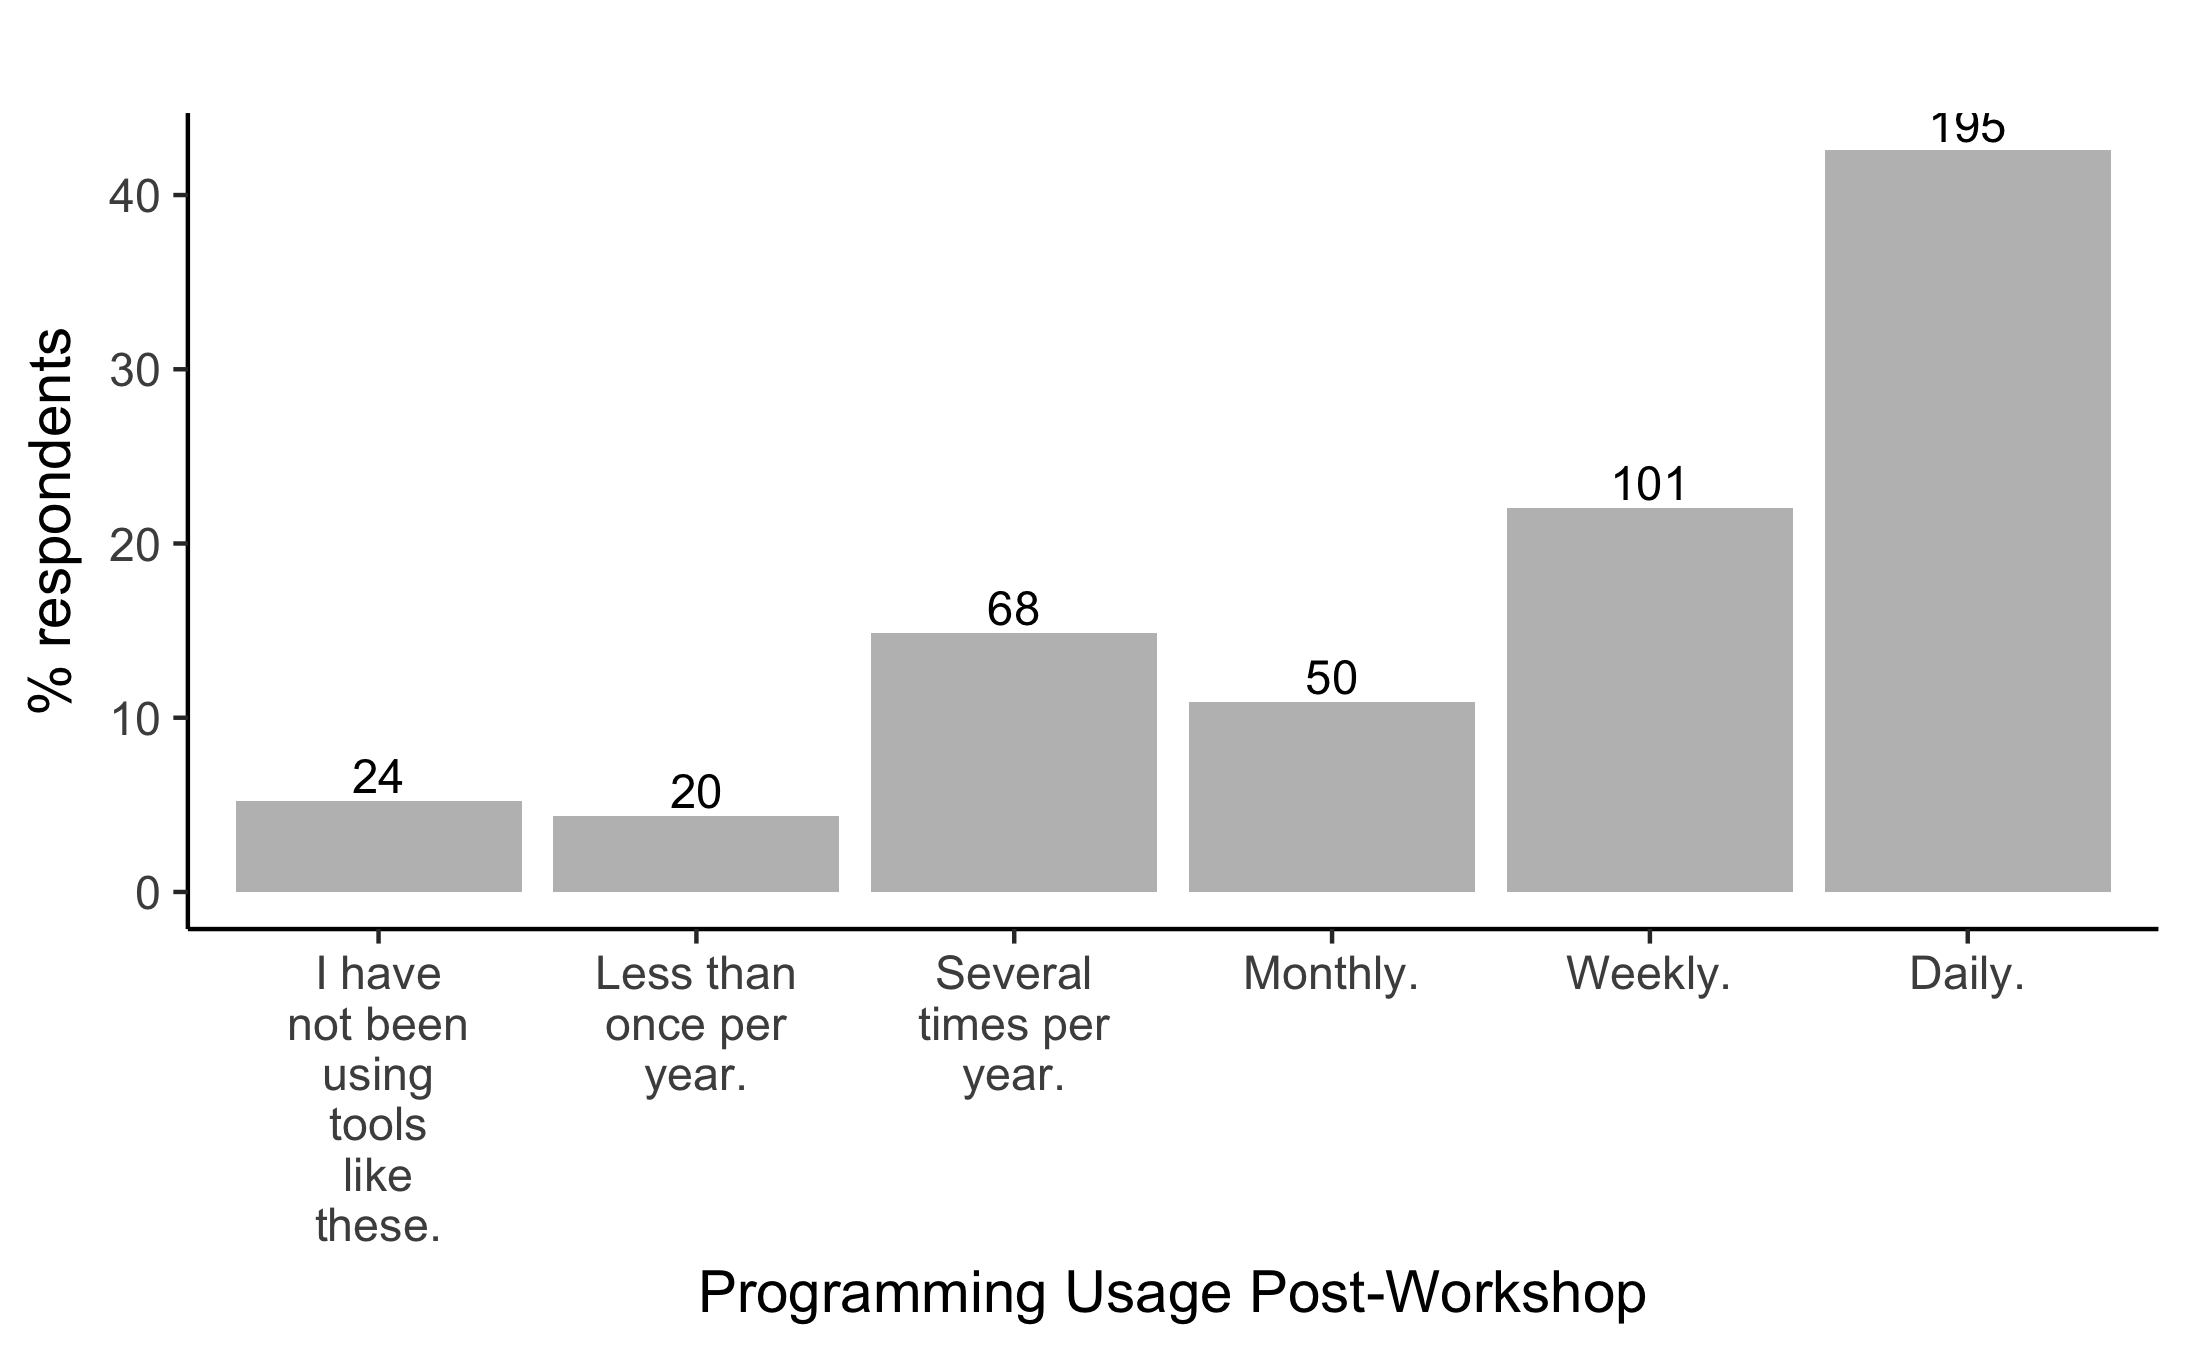 195
40
30
20
10
0
% respondents
101
68
50
24
20
I have
not been
using
tools
like
these.
Less than
once per
year.
Several
times per
year.
Monthly.
Weekly.
Daily.
Programming Usage Post-Workshop